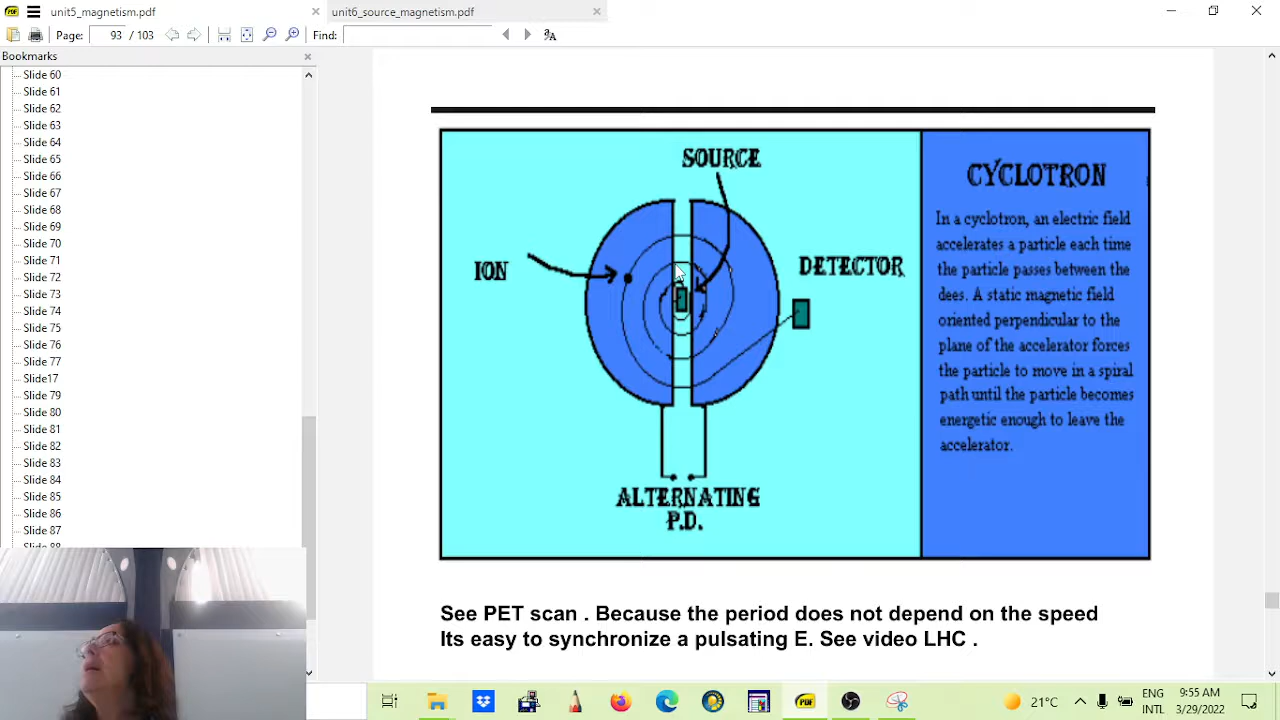 unit5_magnetism.pdf
unit6_source_magnetism.pdf
Page: 93 / 103
Find:
Bookmarks
Slide 60
Slide 61
Slide 62
Slide 63
Slide 64
Slide 65
Slide 66
Slide 67
Slide 68
Slide 69
Slide 70
Slide 71
Slide 72
Slide 73
Slide 74
Slide 75
Slide 76
Slide 77
Slide17
Slide 79
Slide 80
Slide 81
Slide 82
Slide 83
Slide 84
Slide 85
Slide 86
Slide 87
SOURCE
ION
DETECTOR
ALTERNATING
P.D.
CYCLOTRON
In a cyclotron, an electric field
accelerates a particle each time
the particle passes between the
dees. A static magnetic field
oriented perpendicular to the
plane of the accelerator forces
the particle to move in a spiral
path until the particle becomes
energetic enough to leave the
accelerator.
See PET scan . Because the period does not depend on the speed
Its easy to synchronize a pulsating E. See video LHC .
PDF
21°C
ENG
INTL
9:55 AM
3/29/2022